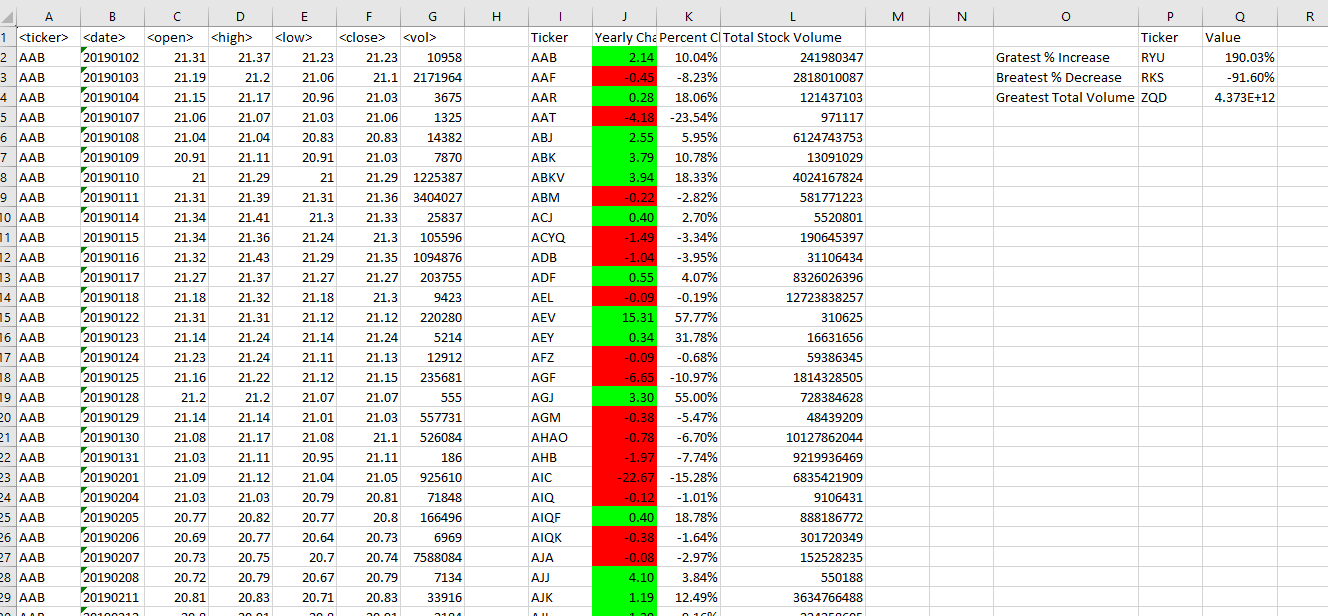 A B C D E F G H I J K L M N O P Q R
1 <ticker> <date> <open> <high> <low> <close> <vol> Ticker Yearly Cha Percent Cl Total Stock Volume Ticker Value
2 AAB 20190102 21.31 21.37 21.23 21.23 10958 AAB 2.14 10.04% 241980347 Gratest % Increase RYU 190.03%
3 AAB 20190103 21.19 21.2 21.06 21.1 2171964 AAF -0.45 -8.23% 2818010087 Breatest % Decrease RKS -91.60%
4 AAB 20190104 21.15 21.17 20.96 21.03 3675 AAR 0.28 18.06% 121437103 Greatest Total Volume ZQD 4.373E+12
5 AAB 20190107 21.06 21.07 21.03 21.06 1325 AAT -4.18 -23.54% 971117
6 AAB 20190108 21.04 21.04 20.83 20.83 14382 ABJ 2.55 5.95% 6124743753
7 AAB 20190109 20.91 21.11 20.91 21.03 7870 ABK 3.79 10.78% 13091029
8 AAB 20190110 21 21.29 21 21.29 1225387 ABKV 3.94 18.33% 4024167824
9 AAB 20190111 21.31 21.39 21.31 21.36 3404027 ABM -0.22 -2.82% 581771223
10 AAB 20190114 21.34 21.41 21.3 21.33 25837 ACJ 0.40 2.70% 5520801
11 AAB 20190115 21.34 21.36 21.24 21.3 105596 ACYQ -1.49 -3.34% 190645397
12 AAB 20190116 21.32 21.43 21.29 21.35 1094876 ADB -1.04 -3.95% 31106434
13 AAB 20190117 21.27 21.37 21.27 21.27 203755 ADF 0.55 4.07% 8326026396
14 AAB 20190118 21.18 21.32 21.18 21.3 9423 AEL -0.09 -0.19% 12723838257
15 AAB 20190122 21.31 21.31 21.12 21.12 220280 AEV 15.31 57.77% 310625
16 AAB 20190123 21.14 21.24 21.14 21.24 5214 AEY 0.34 31.78% 16631656
17 AAB 20190124 21.23 21.24 21.11 21.13 12912 AFZ -0.09 -0.68% 59386345
18 AAB 20190125 21.16 21.22 21.12 21.15 235681 AGF -6.65 -10.97% 1814328505
19 AAB 20190128 21.2 21.2 21.07 21.07 555 AGJ 3.30 55.00% 728384628
20 AAB 20190129 21.14 21.14 21.01 21.03 557731 AGM -0.38 -5.47% 48439209
21 AAB 20190130 21.08 21.17 21.08 21.1 526084 AHAO -0.78 -6.70% 10127862044
22 AAB 20190131 21.03 21.11 20.95 21.11 186 AHB -1.97 -7.74% 9219936469
23 AAB 20190201 21.09 21.12 21.04 21.05 925610 AIC -22.67 -15.28% 6835421909
24 AAB 20190204 21.03 21.03 20.79 20.81 71848 AIQ -0.12 -1.01% 9106431
25 AAB 20190205 20.77 20.82 20.77 20.8 166496 AIQF 0.40 18.78% 888186772
26 AAB 20190206 20.69 20.77 20.64 20.73 6969 AIQK -0.38 -1.64% 301720349
27 AAB 20190207 20.73 20.75 20.7 20.74 7588084 AJA -0.08 -2.97% 152528235
28 AAB 20190208 20.72 20.79 20.67 20.79 7134 AJJ 4.10 3.84% 550188
29 AAB 20190211 20.81 20.83 20.71 20.83 33916 AJK 1.19 12.49% 3634766488